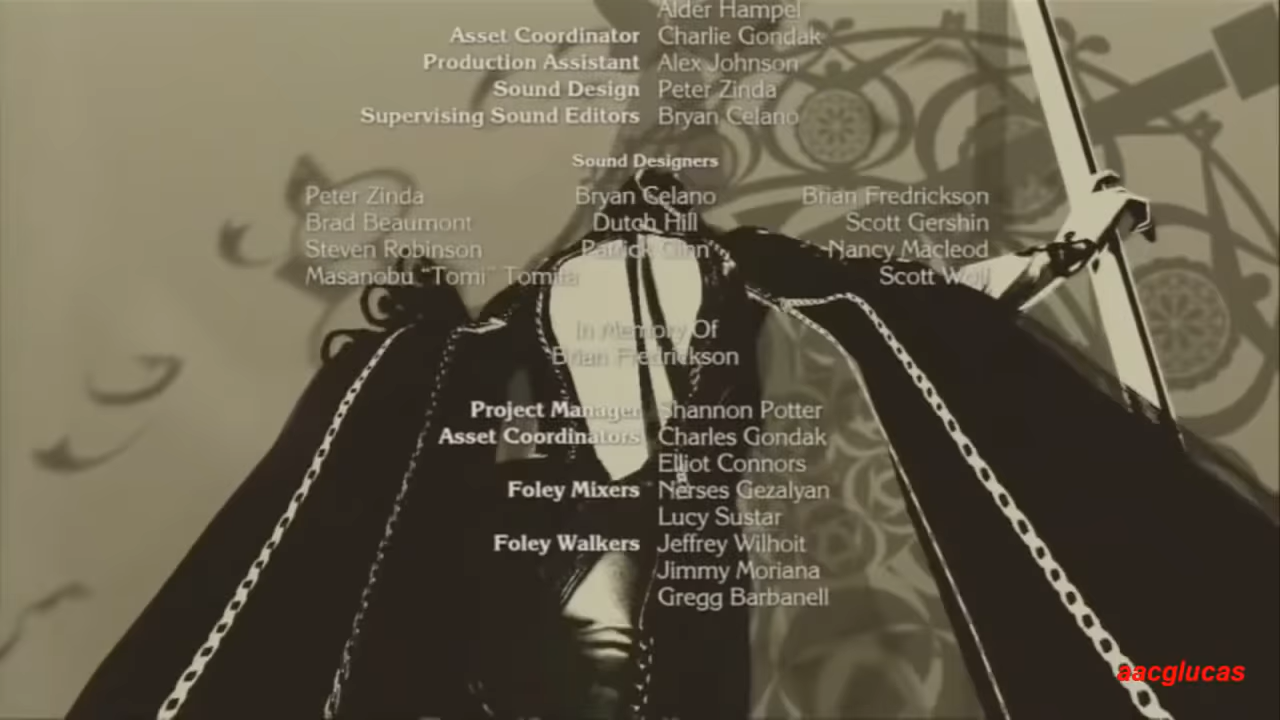 Alder Hampel
Asset Coordinator Charlie Gondak
Production Assistant Alex Johnson
Sound Design Peter Zinda
Supervising Sound Editors Bryan Celano
Sound Designers
Peter Zinda Bryan Celano Brian Fredrickson
Brad Beaumont Dutch Hill Scott Gershin
Steven Robinson Patrick Ginn Nancy Macleod
Masanobu "Tomi" Tomita Scott Wolf
In Memory Of
Brian Fredrickson
Project Manager Shannon Potter
Asset Coordinators Charles Gondak
Elliot Connors
Foley Mixers Nerses Gezalyan
Lucy Sustar
Foley Walkers Jeffrey Wilhoit
Jimmy Moriana
Gregg Barbanell
aacglucas